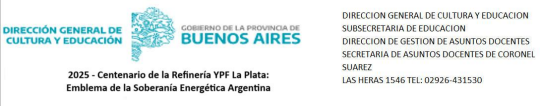 DIRECCIÓN GENERAL DE
CULTURA Y EDUCACIÓN
GOBIERNO DE LA PROVINCIA DE
BUENOS AIRES
2025 - Centenario de la Refinería YPF La Plata:
Emblema de la Soberanía Energética Argentina
DIRECCION GENERAL DE CULTURA Y EDUCACION
SUBSECRETARIA DE EDUCACION
DIRECCION DE GESTION DE ASUNTOS DOCENTES
SECRETARIA DE ASUNTOS DOCENTES DE CORONEL
SUAREZ
LAS HERAS 1546 TEL: 02926-431530